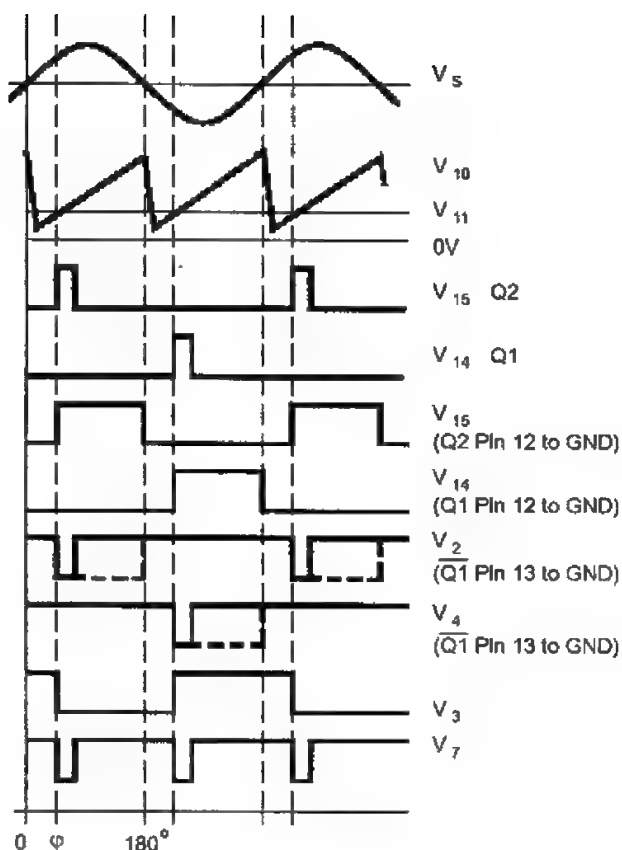 V S
V 10
V 11
0V
V 15 Q2
V 14 Q1
V 15
(Q2 Pin 12 to GND)
V 14
(Q1 Pin 12 to GND)
V 2
(Q1 Pin 13 to GND)
V 4
(Q1 Pin 13 to GND)
V 3
V 7
0 φ 180°